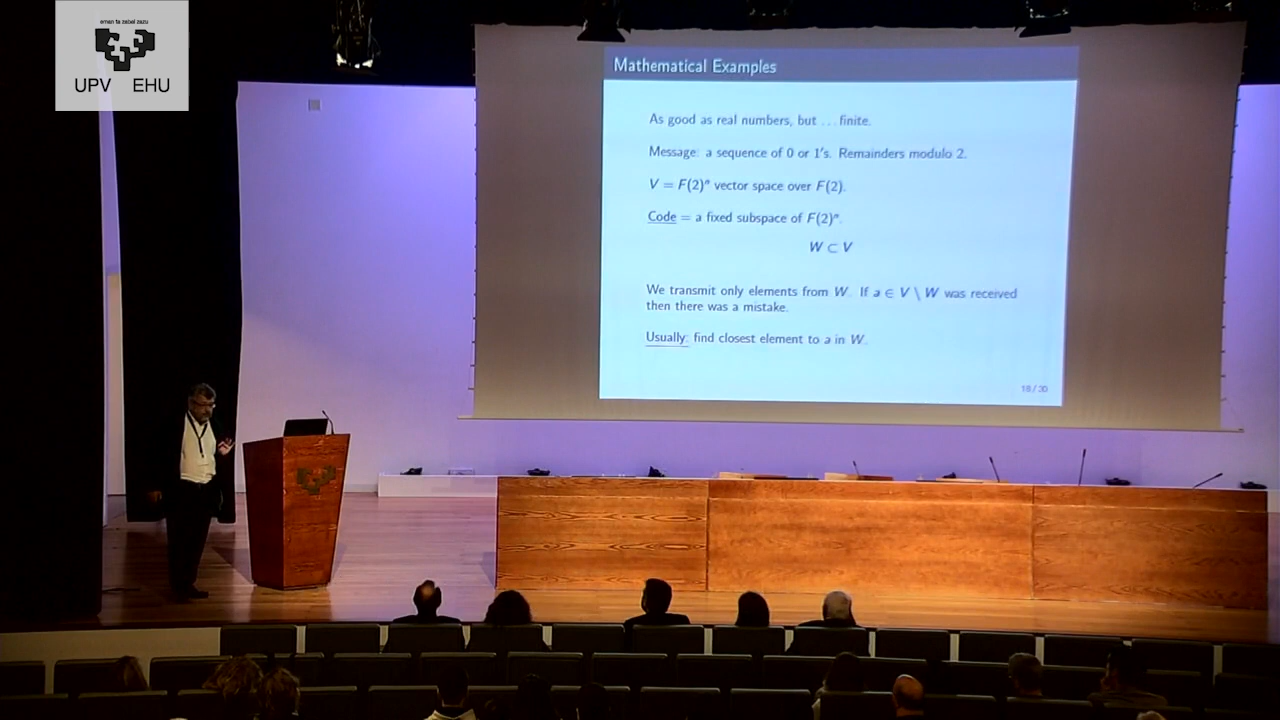 eman ta zabal zazu
UPV EHU
Mathematical Examples
As good as real numbers, but ... finite.
Message: a sequence of 0 or 1's. Remainders modulo 2.
V = F(2)ⁿ vector space over F(2).
Code = a fixed subspace of F(2)ⁿ.
W ⊂ V
We transmit only elements from W. If a ∈ V \ W was received
then there was a mistake.
Usually: find closest element to a in W.
18 / 30